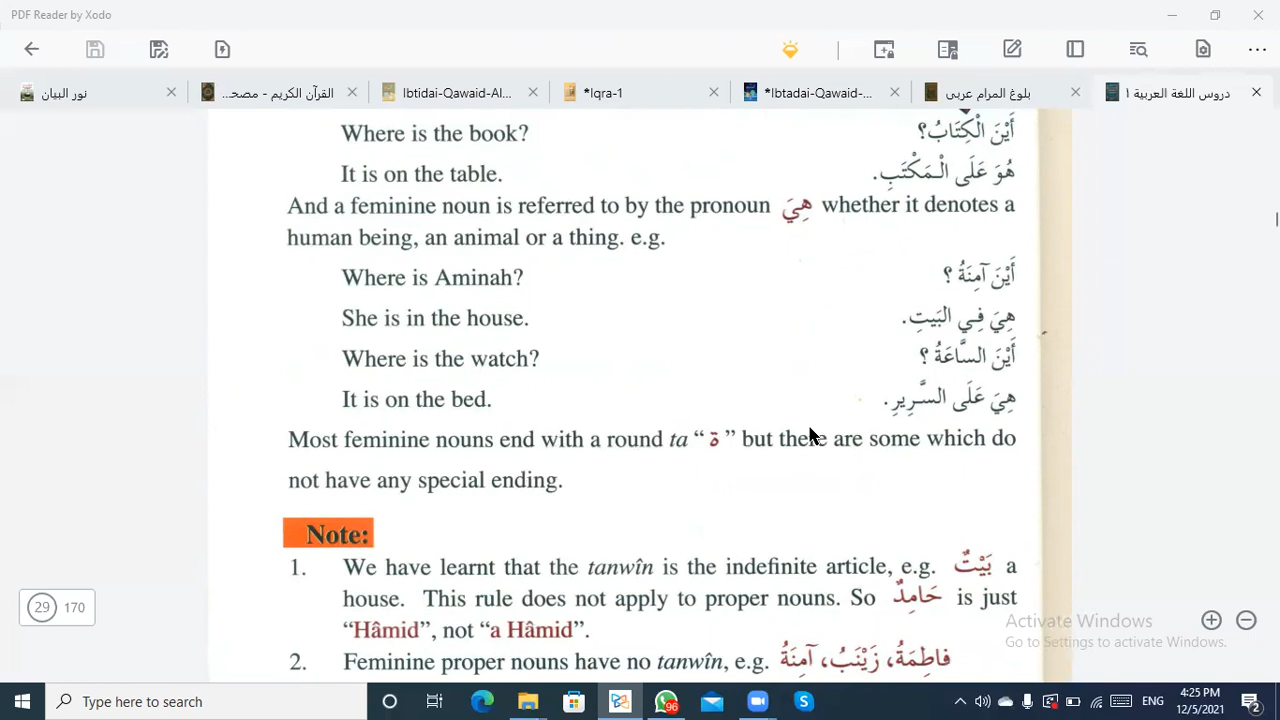 PDF Reader by Xodo
نور البيان
القرآن الكريم - مصحـ...
Ibtidai-Qawaid-Al...
*Iqra-1
*Ibtadai-Qawaid-...
بلوغ المرام عربى
دروس اللغة العربية ١
Where is the book? أَيْنَ الْكِتَابُ؟
It is on the table. هُوَ عَلَى الْـمَكْتَبِ.
And a feminine noun is referred to by the pronoun هِيَ whether it denotes a
human being, an animal or a thing. e.g.
Where is Aminah? أَيْنَ آمِنَةُ ؟
She is in the house. هِيَ فِـي البَيتِ.
Where is the watch? أَيْنَ السَّاعَةُ ؟
It is on the bed. هِيَ عَلَى السَّـرِيرِ.
Most feminine nouns end with a round ta “ ة ” but there are some which do
not have any special ending.
Note:
1. We have learnt that the tanwîn is the indefinite article, e.g. بَيْتٌ a
house. This rule does not apply to proper nouns. So حَامِدٌ is just
“Hâmid”, not “a Hâmid”.
2. Feminine proper nouns have no tanwîn, e.g. فاطِمَةُ، زَيْنَبُ، آمِنَةُ
29 170
Activate Windows
Go to Settings to activate Windows.
Type here to search
96
ENG
4:25 PM
12/5/2021
2